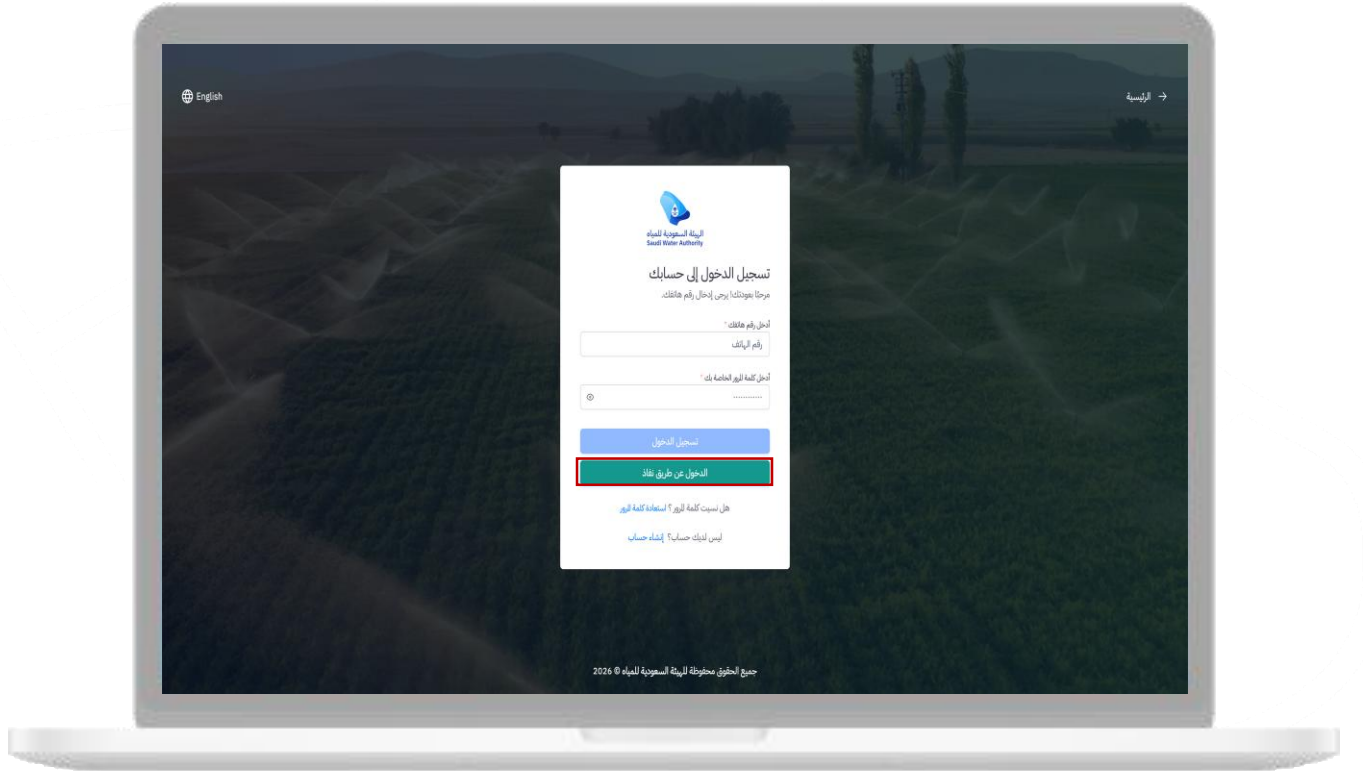 → الرئيسية
English
الهيئة السعودية للمياه
Saudi Water Authority
تسجيل الدخول إلى حسابك
مرحبًا بعودتك! يرجى إدخال رقم هاتفك.
أدخل رقم هاتفك *
رقم الهاتف
أدخل كلمة المرور الخاصة بك *
............
تسجيل الدخول
الدخول عن طريق نفاذ
هل نسيت كلمة المرور ؟ استعادة كلمة المرور
ليس لديك حساب؟ إنشاء حساب
جميع الحقوق محفوظة للهيئة السعودية للمياه © 2026